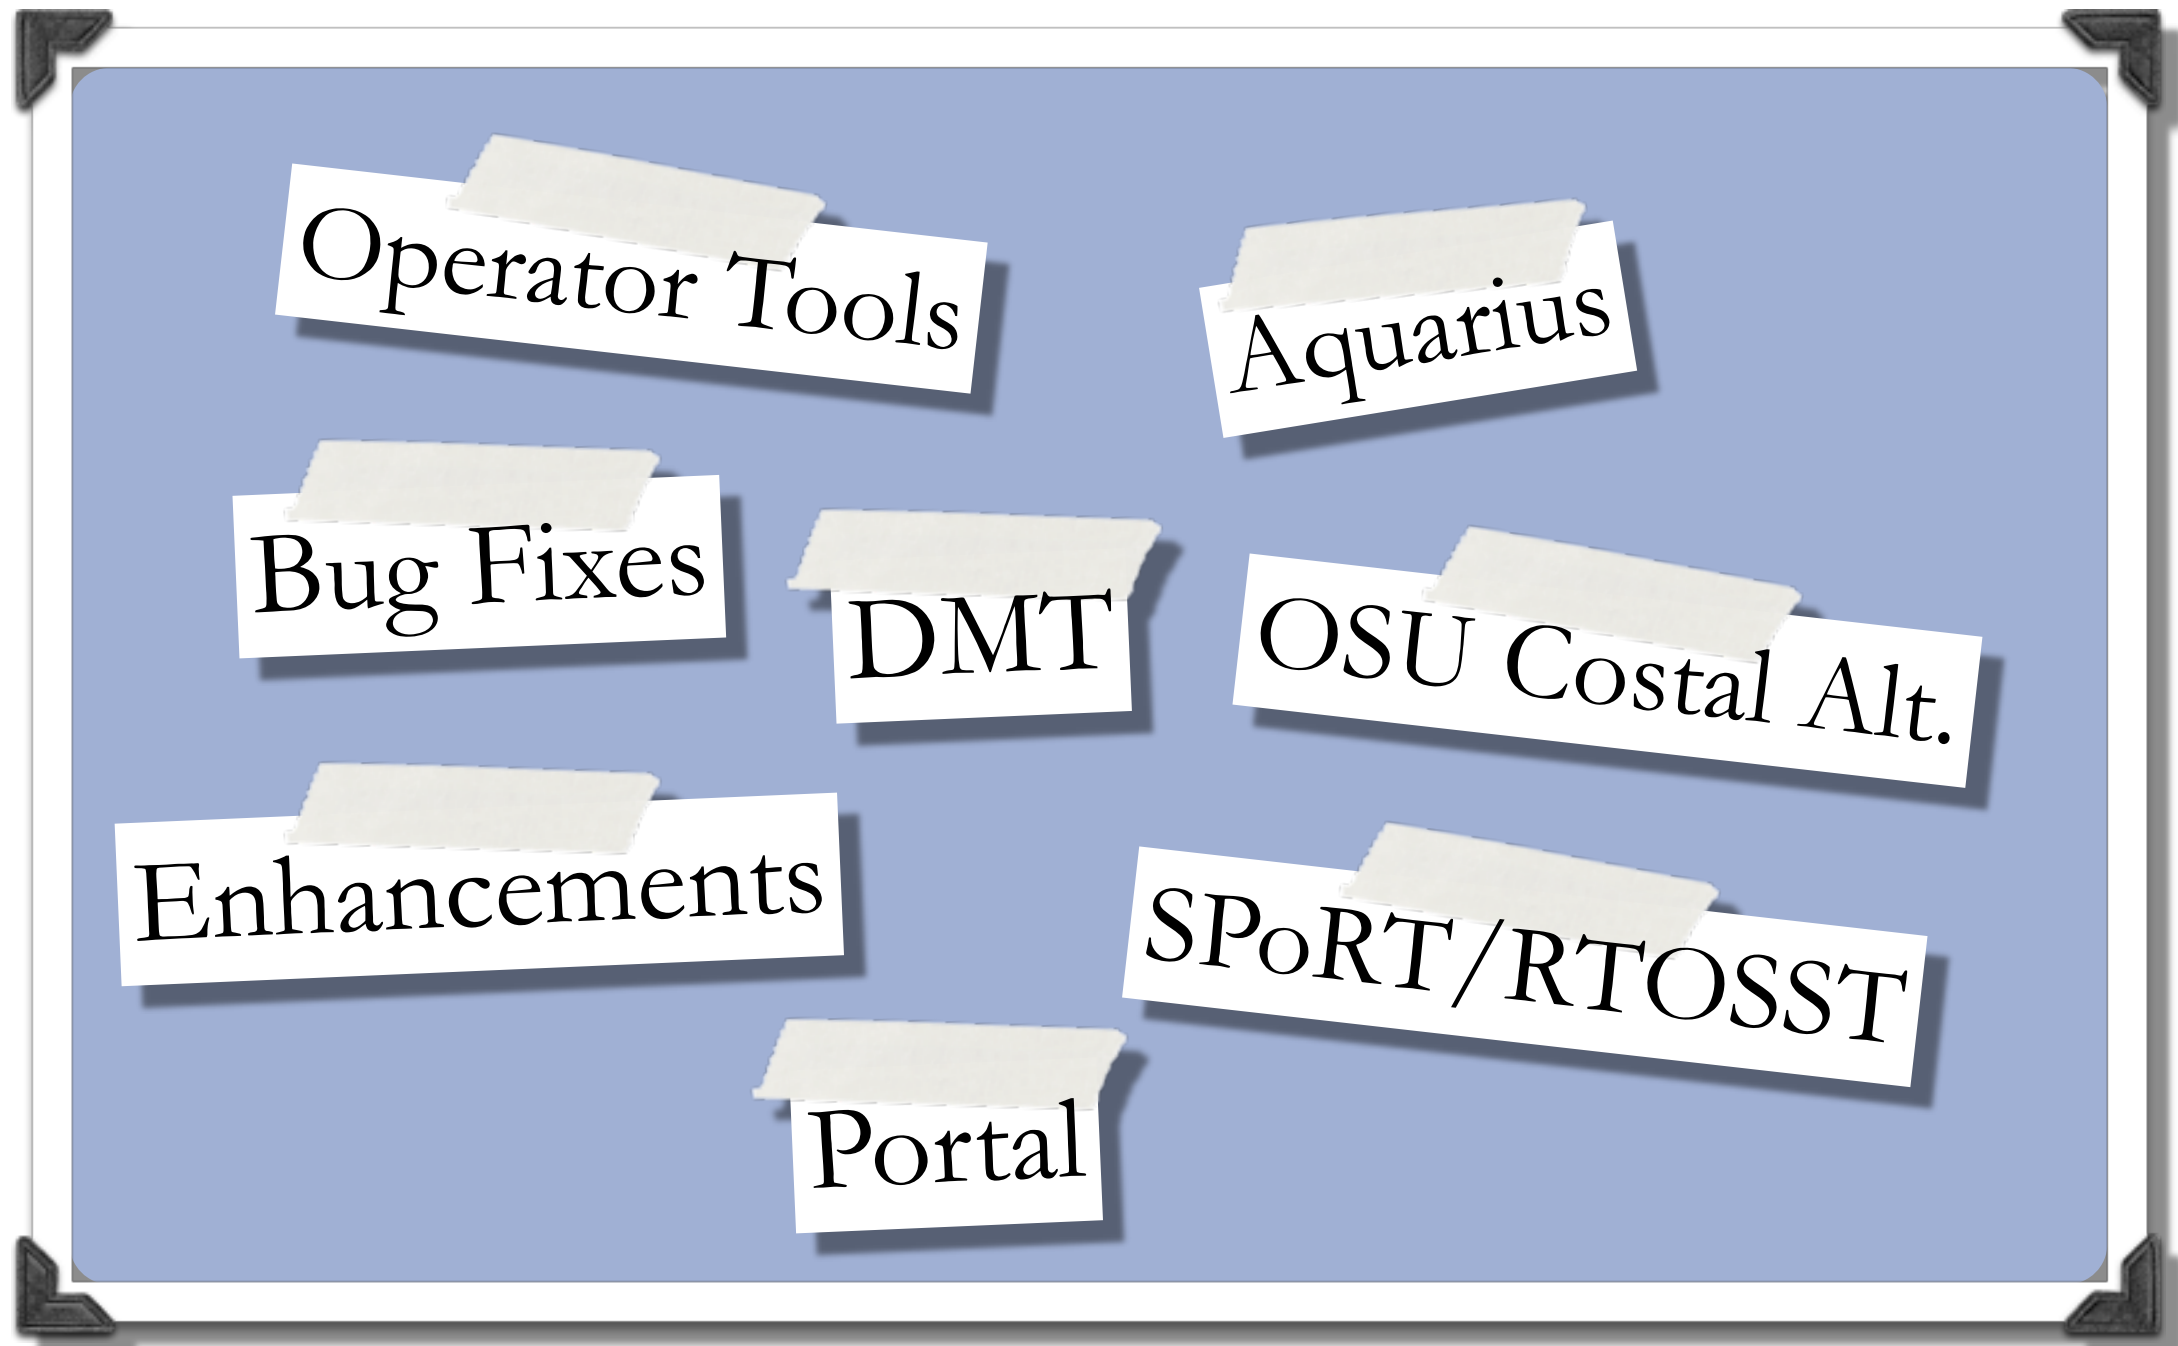 Operator Tools
Aquarius
Bug Fixes
DMT
OSU Costal Alt.
Enhancements
SPoRT/RTOSST
Portal